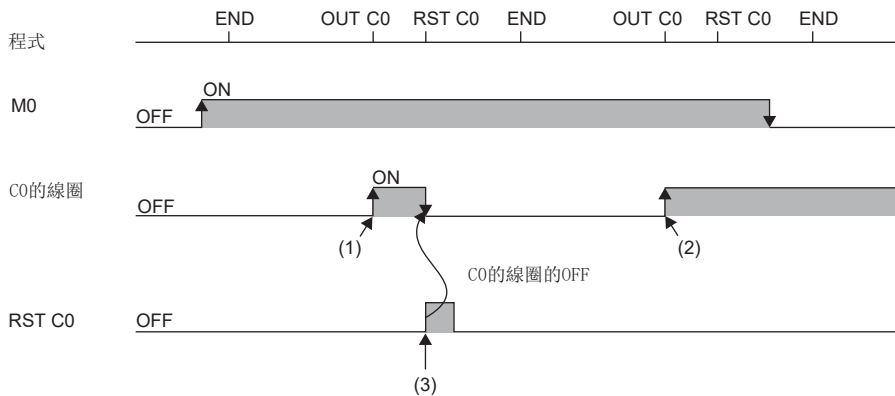 END OUT C0 RST C0 END OUT C0 RST C0 END
程式
ON
M0
OFF
ON
C0的線圈
OFF
(1) (2)
C0的線圈的OFF
RST C0 OFF
(3)